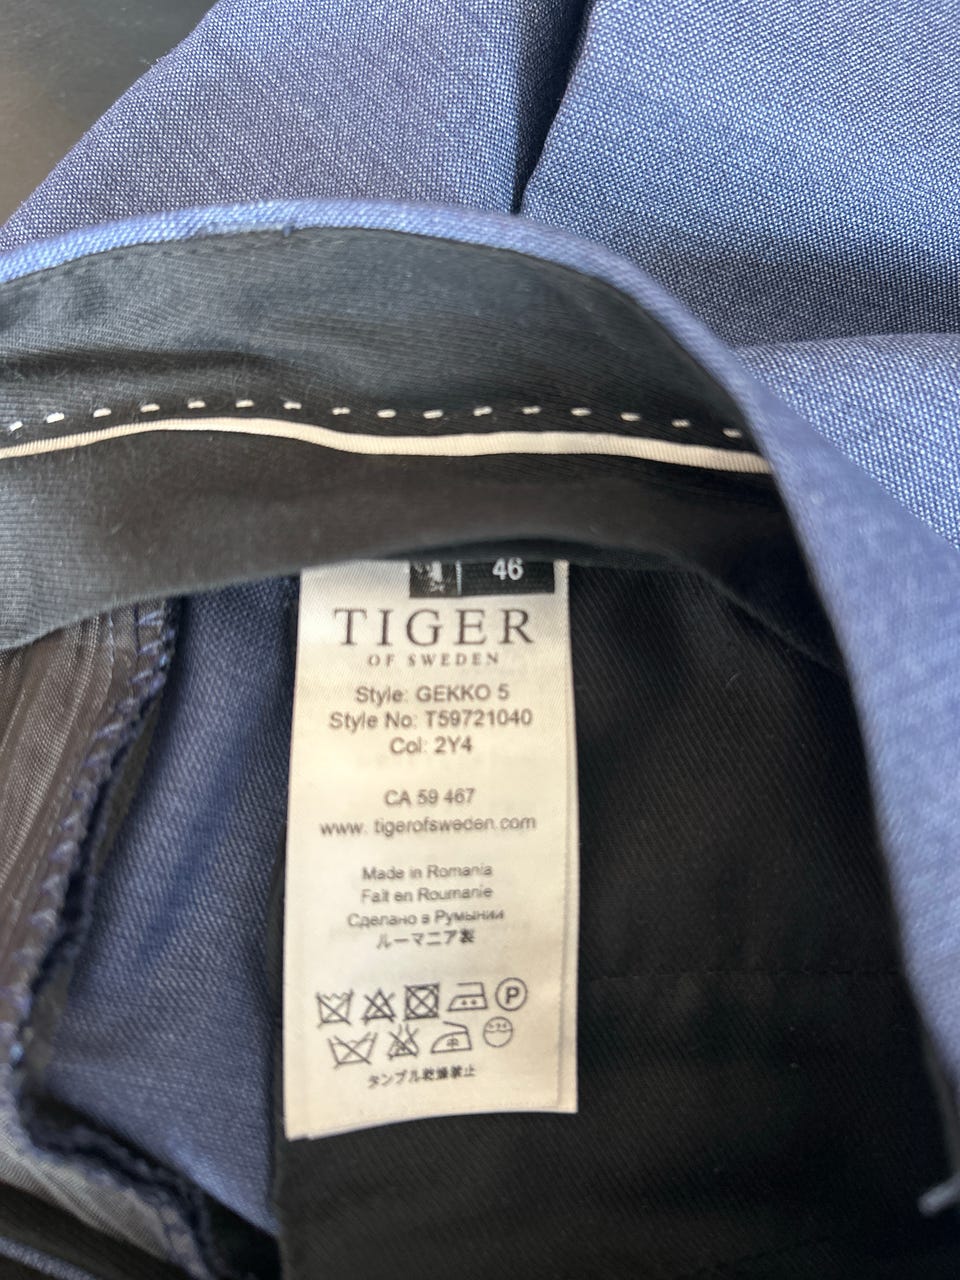 46
TIGER
OF SWEDEN
Style: GEKKO 5
Style No: T59721040
Col: 2Y4
CA 59 467
www. tigerofsweden.com
Made in Romania
Fait en Roumanie
Сделано в Румынии
ルーマニア製
P
中
タンブル乾燥禁止